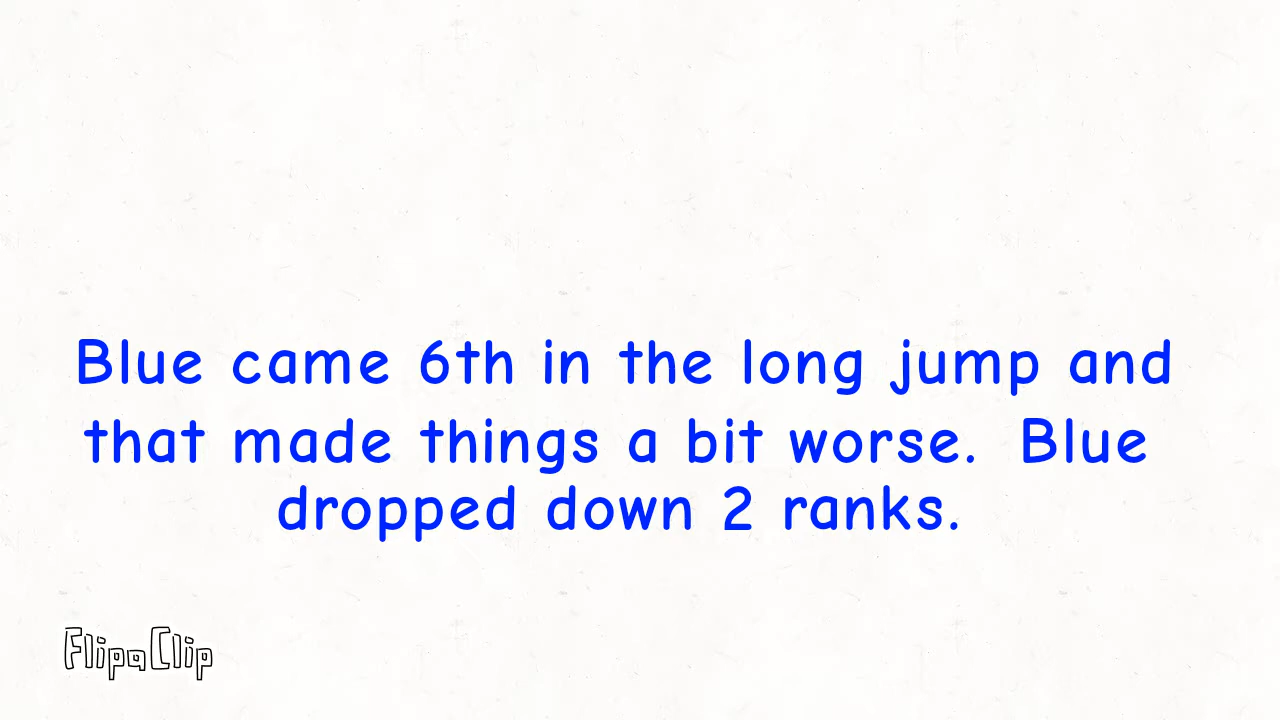 Blue came 6th in the long jump and
that made things a bit worse.  Blue
dropped down 2 ranks.
FlipaClip